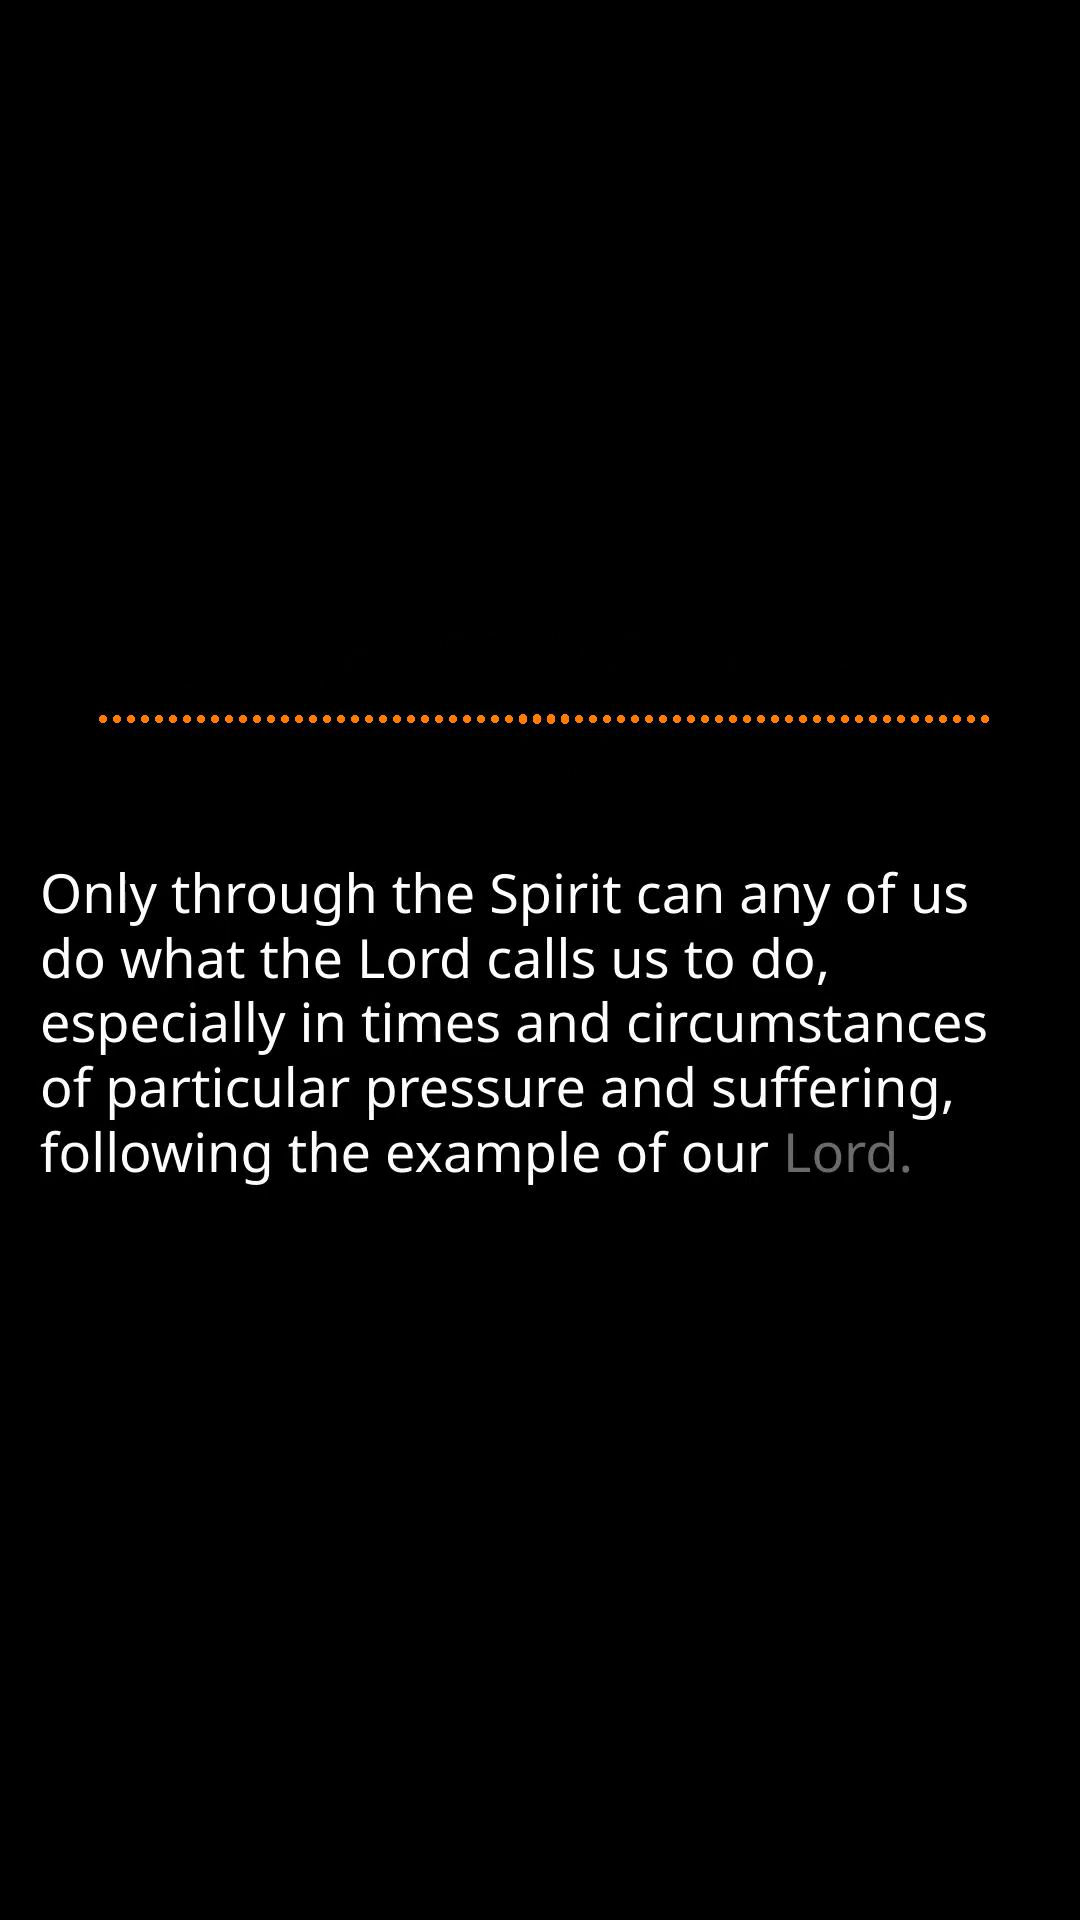 Only through the Spirit can any of us
do what the Lord calls us to do,
especially in times and circumstances
of particular pressure and suffering,
following the example of our Lord.